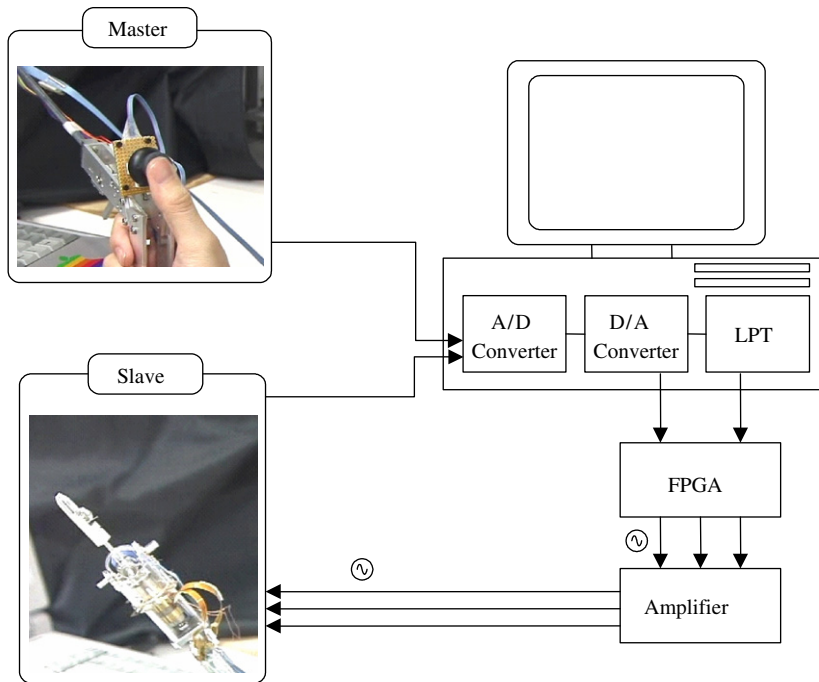 Master
A/D
Converter
D/A
Converter
LPT
Slave
FPGA
Amplifier